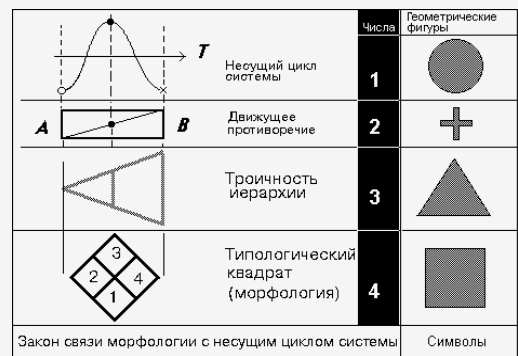 Числа
Геометрические
фигуры
T
Несущий цикл
системы
1
A
B
Движущее
противоречие
2
Троичность
иерархии
3
3
2
4
1
Типологический
квадрат
(морфология)
4
Закон связи морфологии с несущим циклом системы
Символы